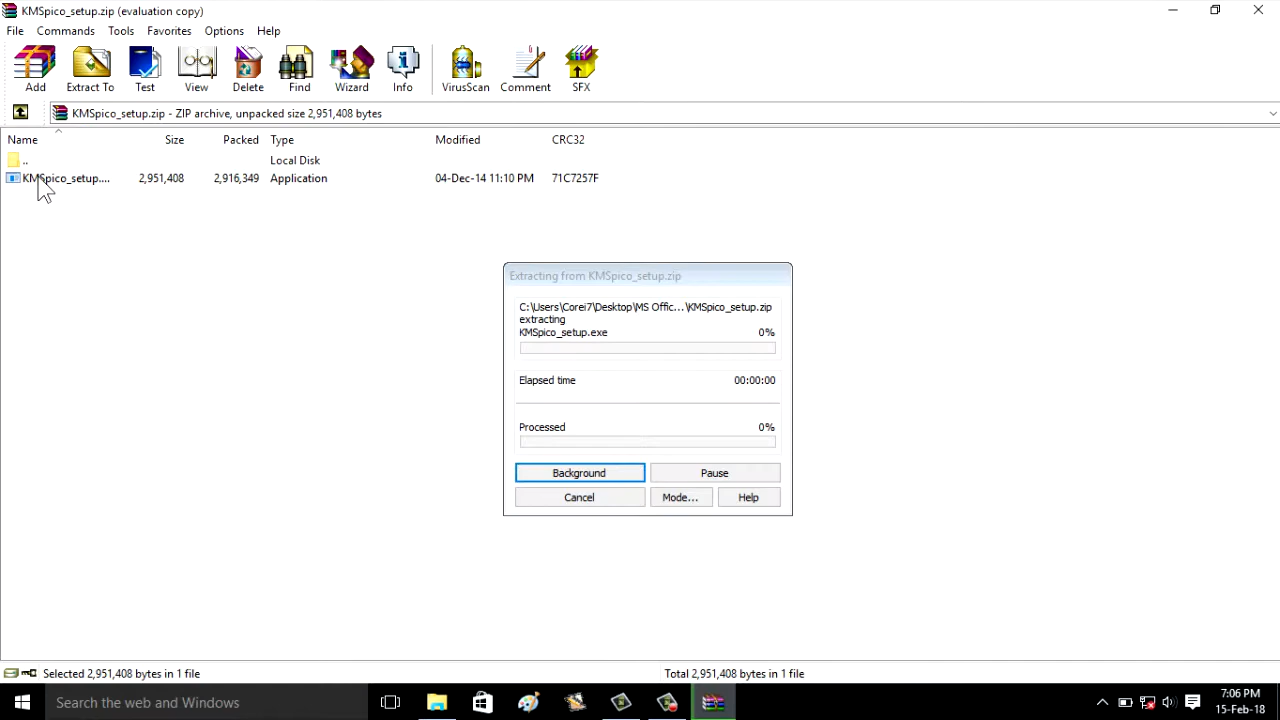 KMSpico_setup.zip (evaluation copy)
File Commands Tools Favorites Options Help
Add Extract To Test View Delete Find Wizard Info VirusScan Comment SFX
KMSpico_setup.zip - ZIP archive, unpacked size 2,951,408 bytes
Name Size Packed Type Modified CRC32
.. Local Disk
KMSpico_setup.... 2,951,408 2,916,349 Application 04-Dec-14 11:10 PM 71C7257F
Extracting from KMSpico_setup.zip
C:\Users\Corei7\Desktop\MS Offic...\KMSpico_setup.zip
extracting
KMSpico_setup.exe 0%
Elapsed time 00:00:00
Processed 0%
Background Pause
Cancel Mode... Help
Selected 2,951,408 bytes in 1 file Total 2,951,408 bytes in 1 file
Search the web and Windows 7:06 PM
15-Feb-18